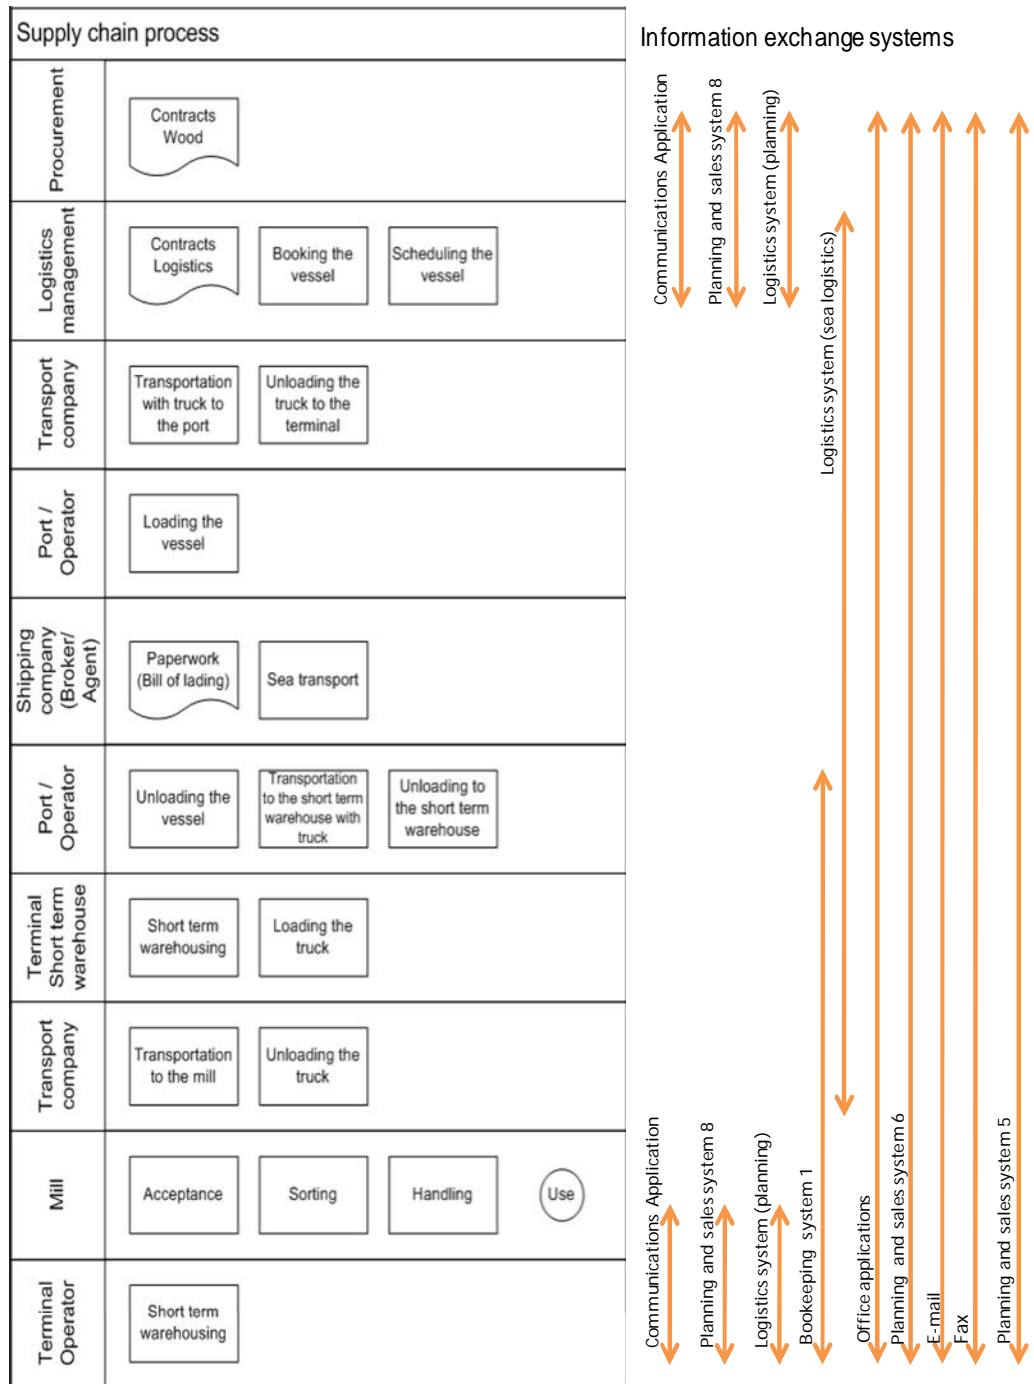 Supply chain process
Information exchange systems
Procurement
Contracts
Wood
Communications Application
Planning and sales system 8
Logistics system (planning)
Logistics
management
Contracts
Logistics
Booking the
vessel
Scheduling the
vessel
Logistics system (sea logistics)
Transport
company
Transportation
with truck to
the port
Unloading the
truck to the
terminal
Port /
Operator
Loading the
vessel
Shipping
company
(Broker/
Agent)
Paperwork
(Bill of lading)
Sea transport
Port /
Operator
Unloading the
vessel
Transportation
to the short term
warehouse with
truck
Unloading to
the short term
warehouse
Terminal
Short term
warehouse
Short term
warehousing
Loading the
truck
Transport
company
Transportation
to the mill
Unloading the
truck
Mill
Acceptance
Sorting
Handling
Use
Communications Application
Planning and sales system 8
Logistics system (planning)
Bookeeping system 1
Office applications
Planning and sales system 6
E-mail
Fax
Planning and sales system 5
Terminal
Operator
Short term
warehousing